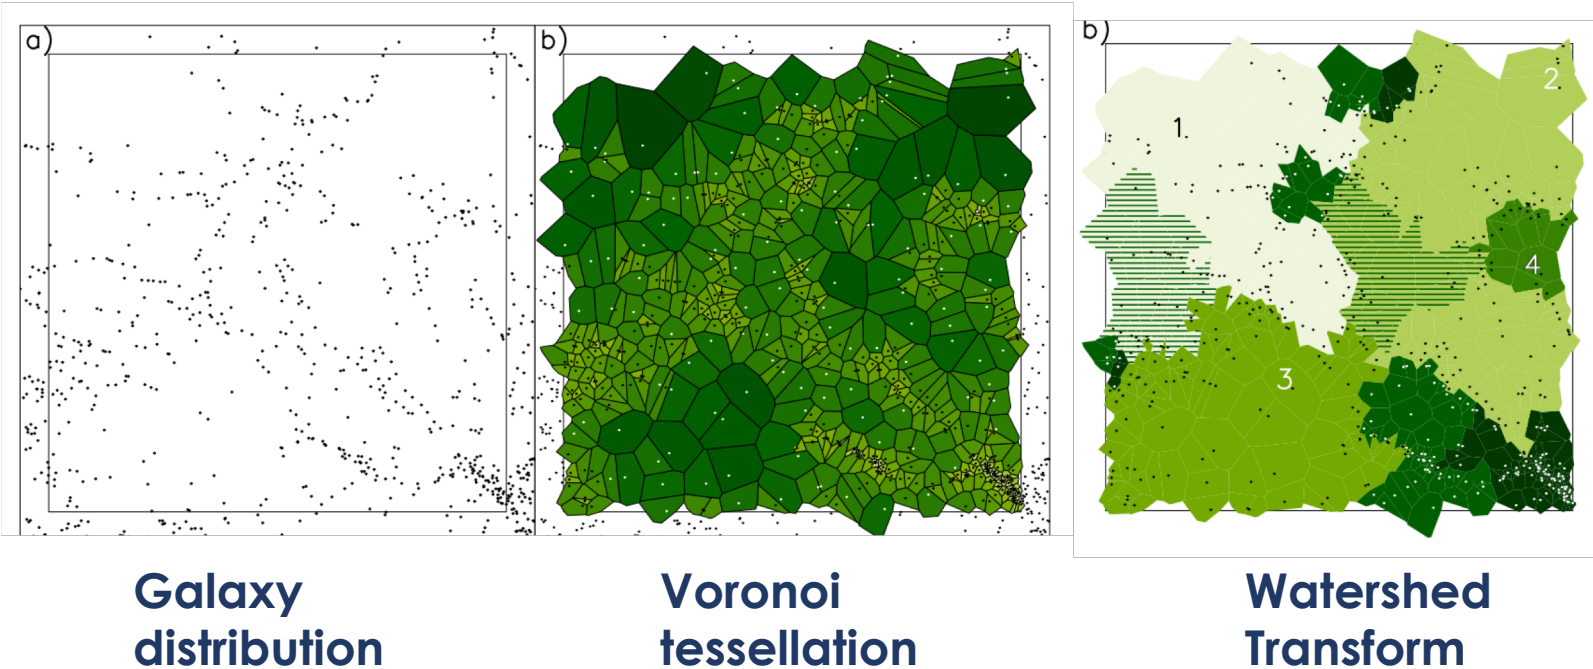 a)
b)
b)
1
2
3
4
Galaxy
distribution
Voronoi
tessellation
Watershed
Transform